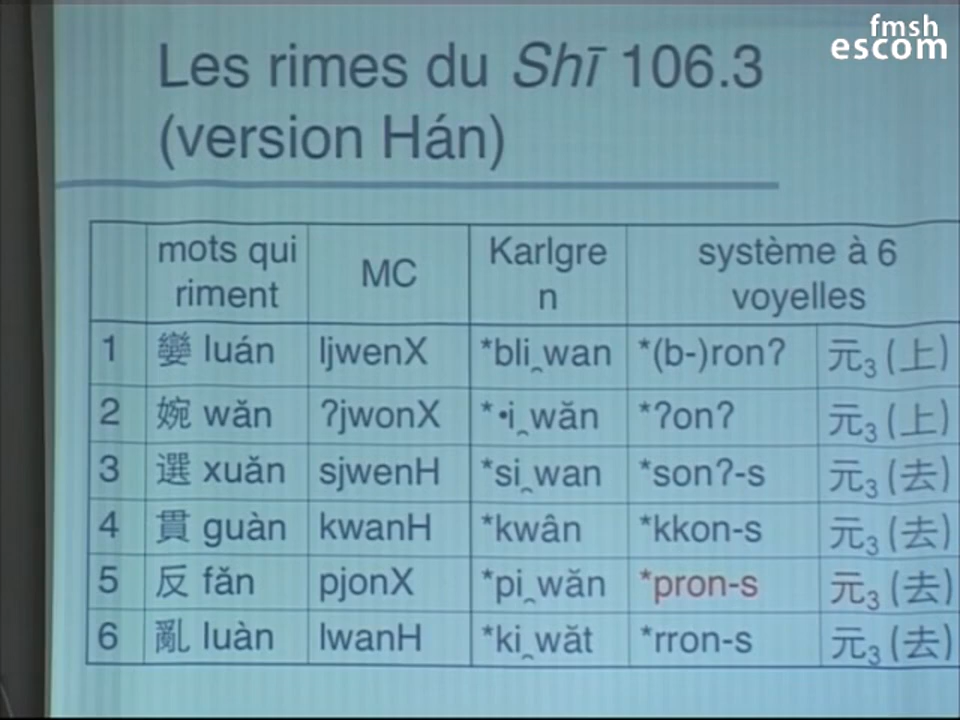 fmsh
escom
Les rimes du Shī 106.3
(version Hán)
mots qui riment MC Karlgren système à 6 voyelles
1 孌 luán ljwenX *bli̯wan *(b-)ron? 元₃ (上)
2 婉 wǎn ?jwonX *•i̯wăn *?on? 元₃ (上)
3 選 xuǎn sjwenH *si̯wan *son?-s 元₃ (去)
4 貫 guàn kwanH *kwân *kkon-s 元₃ (去)
5 反 fǎn pjonX *pi̯wăn *pron-s 元₃ (去)
6 亂 luàn lwanH *ki̯wăt *rron-s 元₃ (去)